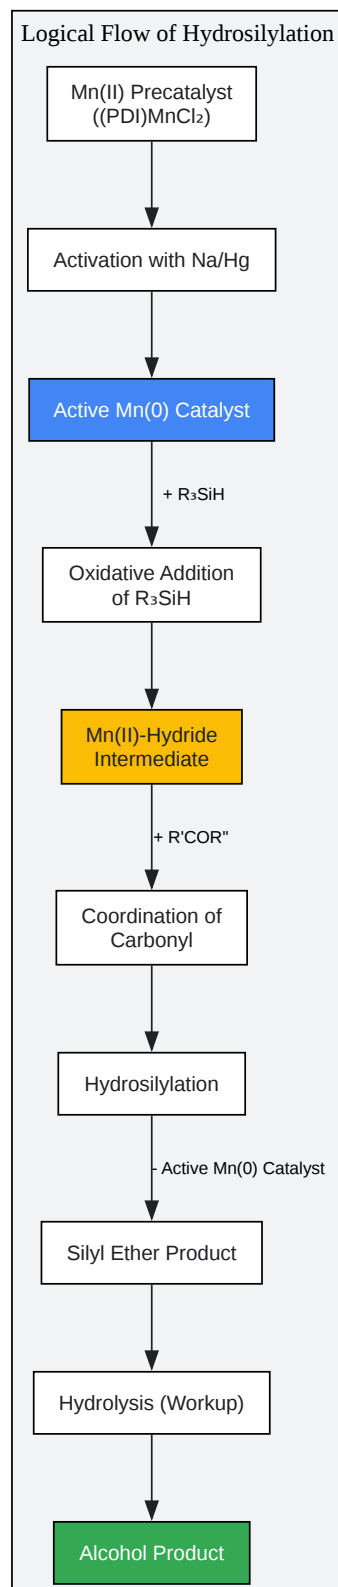 Logical Flow of Hydrosilylation
Mn(II) Precatalyst
((PDI)MnCl₂)
Activation with Na/Hg
Active Mn(0) Catalyst
+ R₃SiH
Oxidative Addition
of R₃SiH
Mn(II)-Hydride
Intermediate
+ R'COR"
Coordination of
Carbonyl
Hydrosilylation
- Active Mn(0) Catalyst
Silyl Ether Product
Hydrolysis (Workup)
Alcohol Product